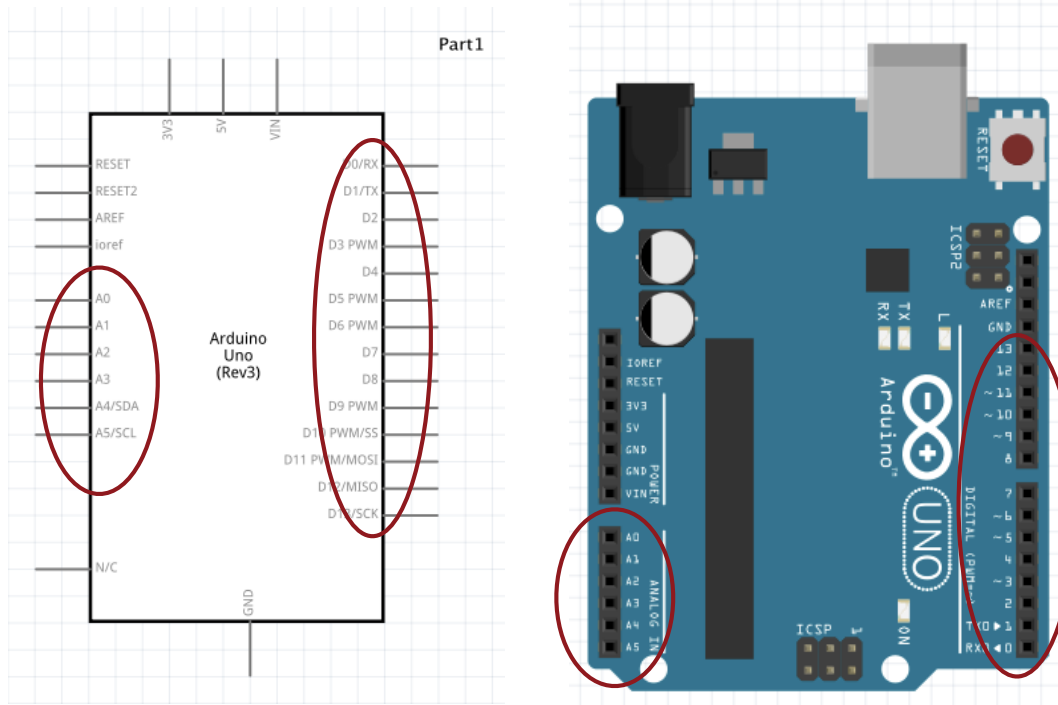 Part1
3V3
5V
VIN
RESET
RESET2
AREF
ioref
A0
A1
A2
A3
A4/SDA
A5/SCL
N/C
D0/RX
D1/TX
D2
D3 PWM
D4
D5 PWM
D6 PWM
D7
D8
D9 PWM
D10 PWM/SS
D11 PWM/MOSI
D12/MISO
D13/SCK
Arduino
Uno
(Rev3)
GND
RESET
ICSP2
AREF
GND
13
12
~11
~10
~9
8
7
~6
~5
4
~3
2
TX0▶1
RX0◀0
DIGITAL (PWM=~)
RX
TX
L
Arduino™
UNO
ON
ICSP
1
IOREF
RESET
3V3
5V
GND
GND
VIN
POWER
A0
A1
A2
A3
A4
A5
ANALOG IN